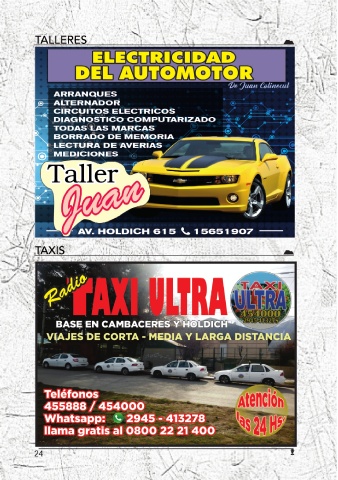 TALLERES
ELECTRICIDAD
DEL AUTOMOTOR
De Juan Colinecul
ARRANQUES
ALTERNADOR
CIRCUITOS ELECTRICOS
DIAGNOSTICO COMPUTARIZADO
TODAS LAS MARCAS
BORRADO DE MEMORIA
LECTURA DE AVERIAS
MEDICIONES
Taller
Juan
AV. HOLDICH 615 15651907
TAXIS
Radio
TAXI ULTRA
TAXI
ULTRA
454000
BASE EN CAMBACERES Y HOLDICH
VIAJES DE CORTA - MEDIA Y LARGA DISTANCIA
Teléfonos
455888 / 454000
Whatsapp: 2945 - 413278
llama gratis al 0800 22 21 400
Atención
las 24 HS
24